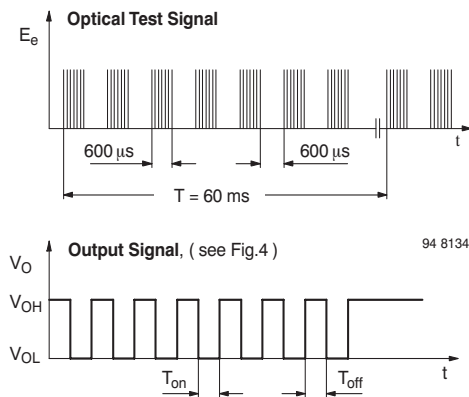 Optical Test Signal
E_e
600 µs
600 µs
t
T = 60 ms
Output Signal, ( see Fig.4 )
94 8134
V_O
V_OH
V_OL
t
T_on
T_off